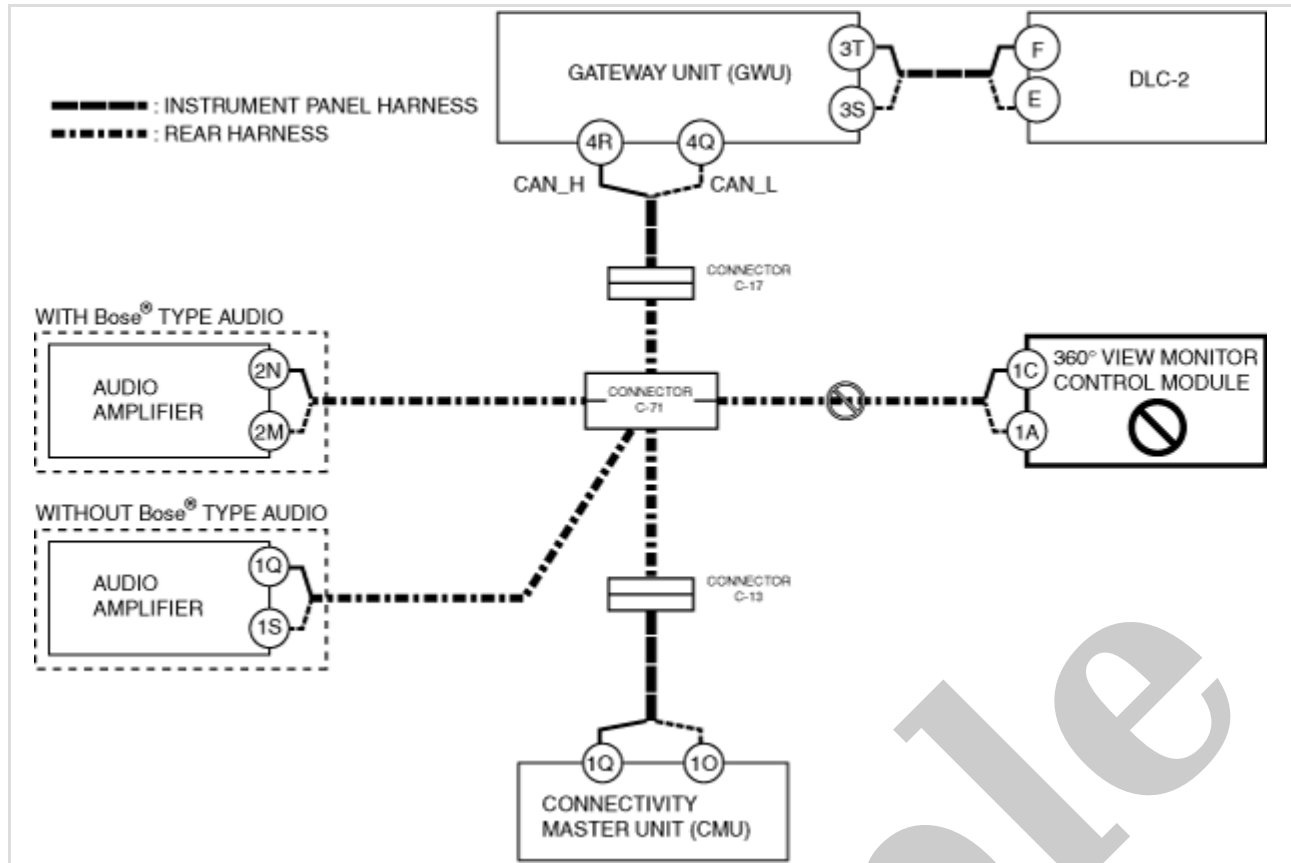 GATEWAY UNIT (GWU)
3T
3S
F
E
DLC-2
: INSTRUMENT PANEL HARNESS
: REAR HARNESS
4R
4Q
CAN_H
CAN_L
CONNECTOR
C-17
WITH Bose® TYPE AUDIO
AUDIO
AMPLIFIER
2N
2M
CONNECTOR
C-71
1C
1A
360° VIEW MONITOR
CONTROL MODULE
WITHOUT Bose® TYPE AUDIO
AUDIO
AMPLIFIER
1Q
1S
CONNECTOR
C-13
1Q
1O
CONNECTIVITY
MASTER UNIT (CMU)
ple